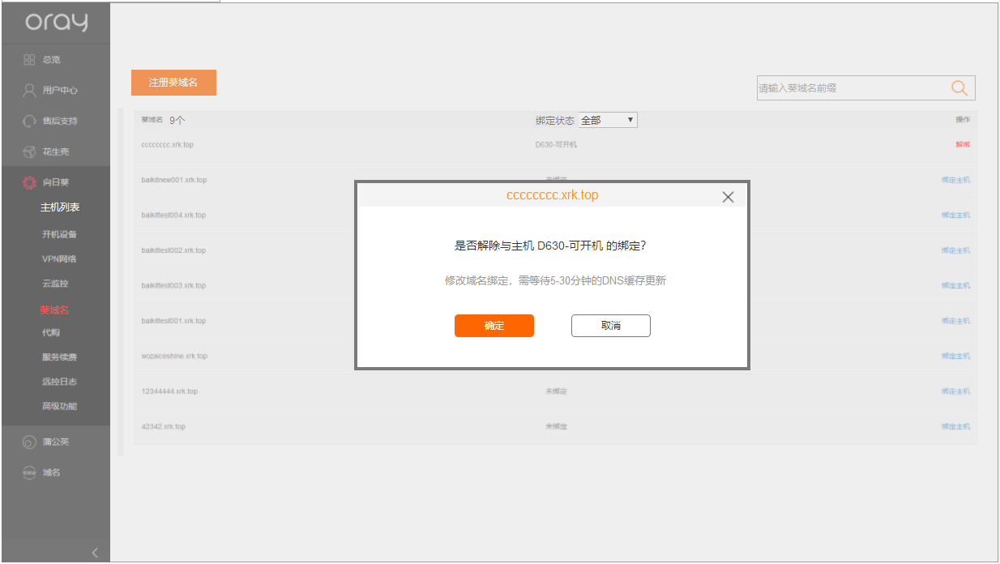 oray
总览
用户中心
售后支持
花生壳
向日葵
主机列表
开机设备
VPN网络
云监控
葵域名
代购
服务续费
远控日志
高级功能
蒲公英
域名
注册葵域名
请输入葵域名前缀
葵域名 9个 绑定状态 全部 操作
cccccccc.xrk.top D630-可开机 解绑
baikitnew001.xrk.top 未绑定 绑定主机
baikittest004.xrk.top 绑定主机
baikittest002.xrk.top 绑定主机
baikittest003.xrk.top 绑定主机
baikittest001.xrk.top 绑定主机
wozaiceshine.xrk.top 绑定主机
12344444.xrk.top 未绑定 绑定主机
42342.xrk.top 未绑定 绑定主机
cccccccc.xrk.top
是否解除与主机 D630-可开机 的绑定?
修改域名绑定，需等待5-30分钟的DNS缓存更新
确定 取消